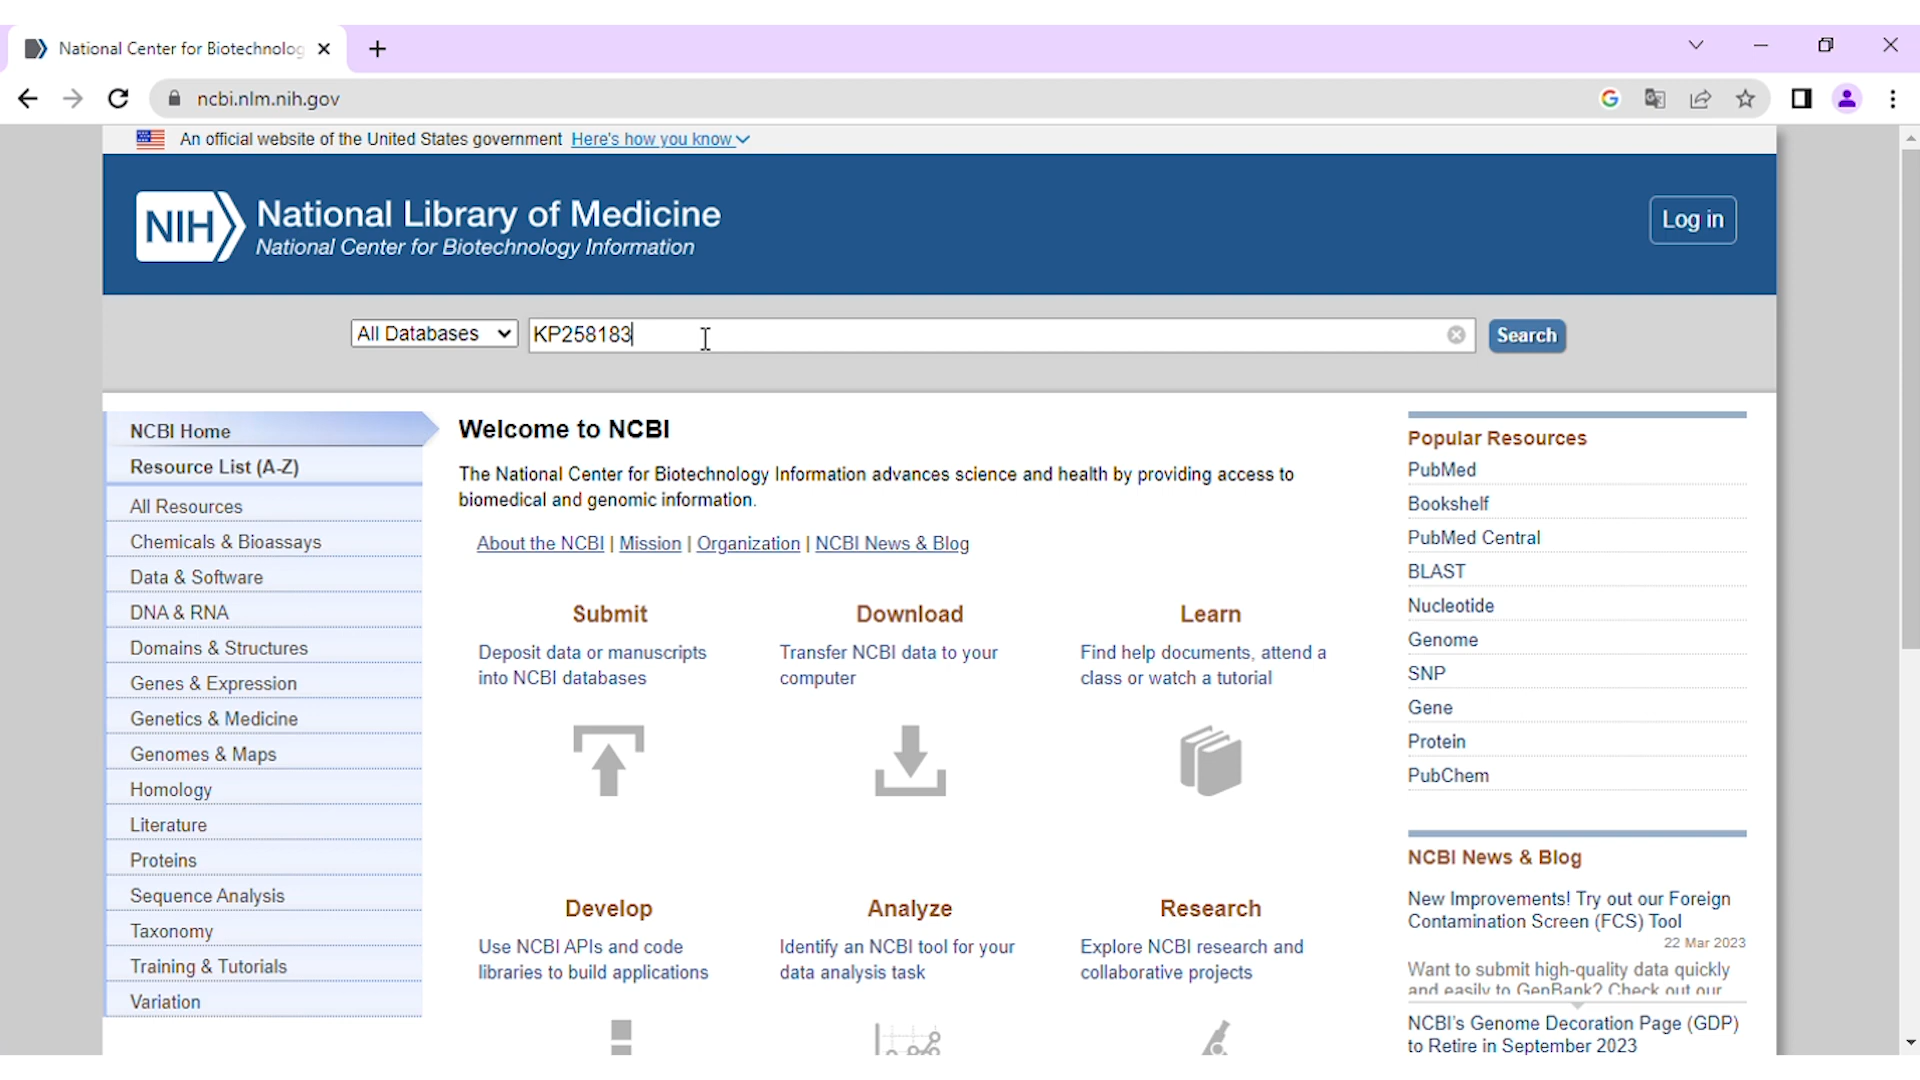 National Center for Biotechnolog
ncbi.nlm.nih.gov
An official website of the United States government Here's how you know
NIH National Library of Medicine
National Center for Biotechnology Information
Log in
All Databases KP258183 Search
NCBI Home
Resource List (A-Z)
All Resources
Chemicals & Bioassays
Data & Software
DNA & RNA
Domains & Structures
Genes & Expression
Genetics & Medicine
Genomes & Maps
Homology
Literature
Proteins
Sequence Analysis
Taxonomy
Training & Tutorials
Variation
Welcome to NCBI
The National Center for Biotechnology Information advances science and health by providing access to
biomedical and genomic information.
About the NCBI | Mission | Organization | NCBI News & Blog
Submit
Deposit data or manuscripts
into NCBI databases
Download
Transfer NCBI data to your
computer
Learn
Find help documents, attend a
class or watch a tutorial
Develop
Use NCBI APIs and code
libraries to build applications
Analyze
Identify an NCBI tool for your
data analysis task
Research
Explore NCBI research and
collaborative projects
Popular Resources
PubMed
Bookshelf
PubMed Central
BLAST
Nucleotide
Genome
SNP
Gene
Protein
PubChem
NCBI News & Blog
New Improvements! Try out our Foreign
Contamination Screen (FCS) Tool
22 Mar 2023
Want to submit high-quality data quickly
and easily to GenBank? Check out our
NCBI's Genome Decoration Page (GDP)
to Retire in September 2023